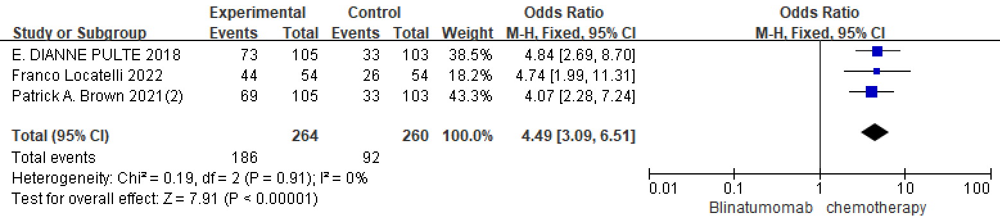 Experimental Control Odds Ratio Odds Ratio
Study or Subgroup Events Total Events Total Weight M-H, Fixed, 95% CI M-H, Fixed, 95% CI
E. DIANNE PULTE 2018 73 105 33 103 38.5% 4.84 [2.69, 8.70]
Franco Locatelli 2022 44 54 26 54 18.2% 4.74 [1.99, 11.31]
Patrick A. Brown 2021(2) 69 105 33 103 43.3% 4.07 [2.28, 7.24]
Total (95% CI) 264 260 100.0% 4.49 [3.09, 6.51]
Total events 186 92
Heterogeneity: Chi² = 0.19, df = 2 (P = 0.91); I² = 0%
Test for overall effect: Z = 7.91 (P < 0.00001)
0.01 0.1 1 10 100
Blinatumomab chemotherapy